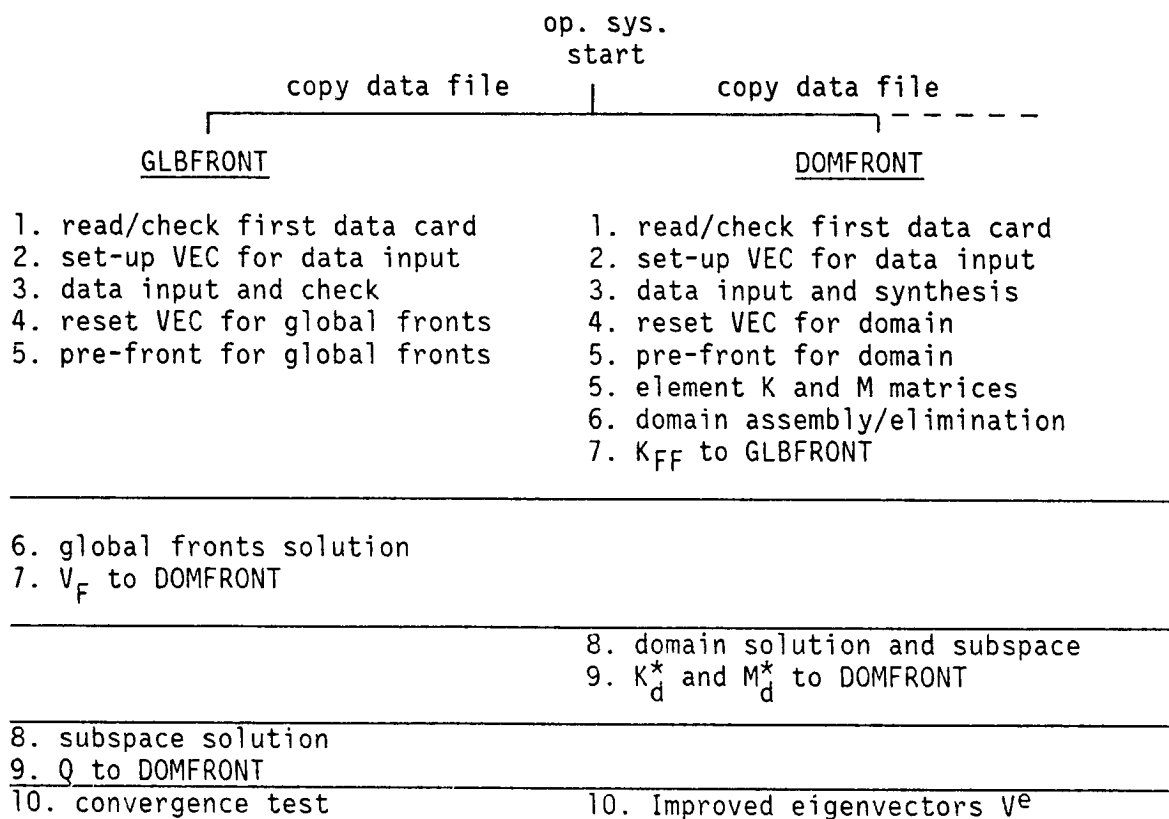 op. sys.
start
copy data file
copy data file
GLBFRONT
1. read/check first data card
2. set-up VEC for data input
3. data input and check
4. reset VEC for global fronts
5. pre-front for global fronts
DOMFRONT
1. read/check first data card
2. set-up VEC for data input
3. data input and synthesis
4. reset VEC for domain
5. pre-front for domain
5. element K and M matrices
6. domain assembly/elimination
7. K_FF to GLBFRONT
6. global fronts solution
7. V_F to DOMFRONT
8. domain solution and subspace
9. K*_d and M*_d to DOMFRONT
8. subspace solution
9. Q to DOMFRONT
10. convergence test
10. Improved eigenvectors V^e